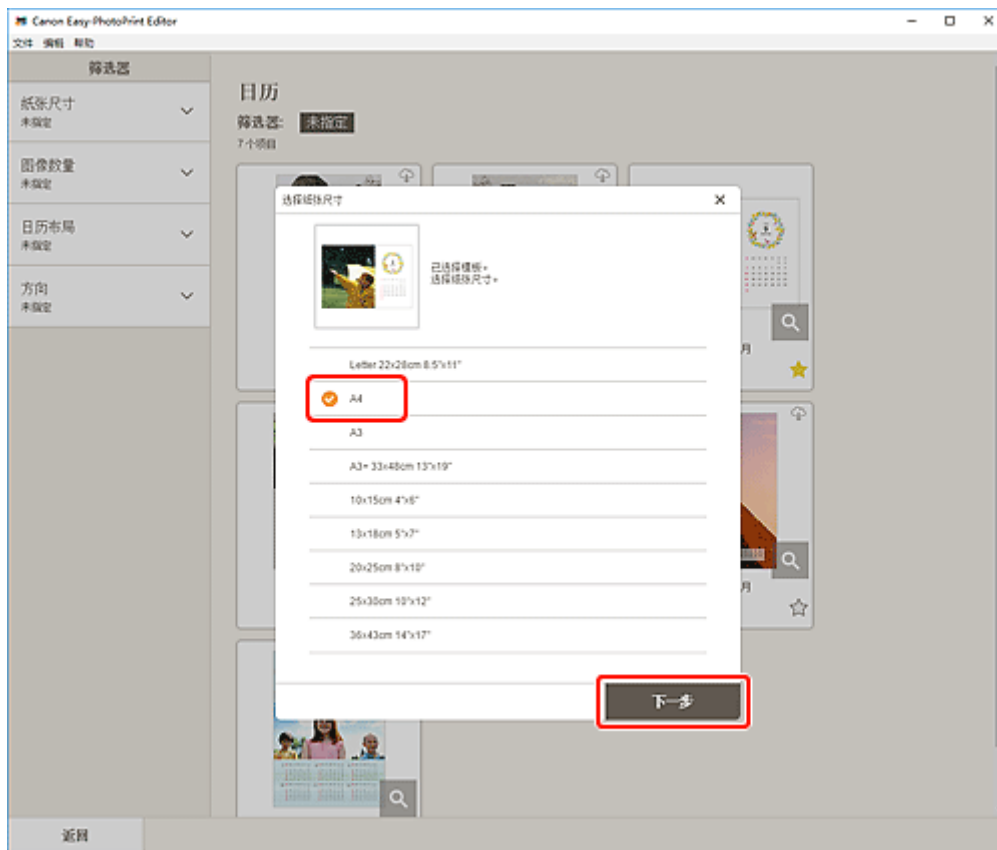 Canon Easy-PhotoPrint Editor
文件 编辑 帮助
筛选器
纸张尺寸
未指定
图像数量
未指定
日历布局
未指定
方向
未指定
日历
筛选器: 未指定
7个项目
选择纸张尺寸
已选择模板。
选择纸张尺寸。
Letter 22x28cm 8.5"x11"
A4
A3
A3+ 33x48cm 13"x19"
10x15cm 4"x6"
13x18cm 5"x7"
20x25cm 8"x10"
25x30cm 10"x12"
36x43cm 14"x17"
月
月
下一步
返回